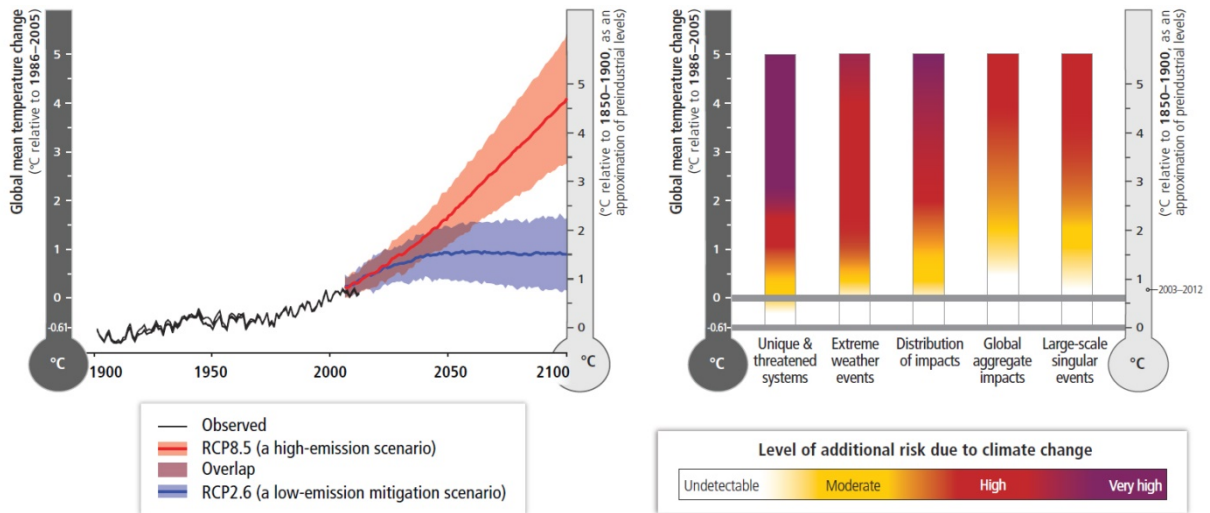 Global mean temperature change
(°C relative to 1986–2005)
5
4
3
2
1
0
-0.61
°C
1900
1950
2000
2050
2100
5
4
3
2
1
0
°C
(°C relative to 1850–1900, as an
approximation of preindustrial levels)
Observed
RCP8.5 (a high-emission scenario)
Overlap
RCP2.6 (a low-emission mitigation scenario)
Global mean temperature change
(°C relative to 1986–2005)
5
4
3
2
1
0
-0.61
°C
Unique &
threatened
systems
Extreme
weather
events
Distribution
of impacts
Global
aggregate
impacts
Large-scale
singular
events
5
4
3
2
1
0
2003–2012
°C
(°C relative to 1850–1900, as an
approximation of preindustrial levels)
Level of additional risk due to climate change
Undetectable
Moderate
High
Very high